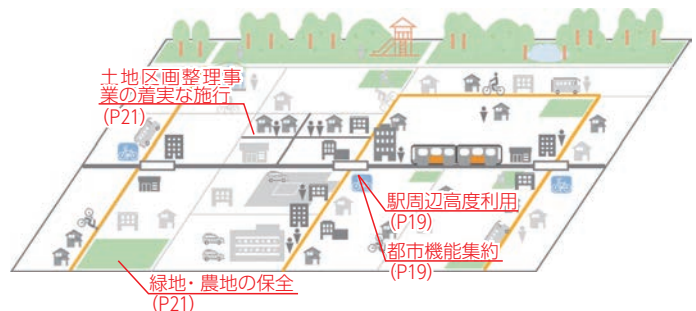 土地区画整理事
業の着実な施行
(P21)
駅周辺高度利用
(P19)
都市機能集約
(P19)
緑地・農地の保全
(P21)